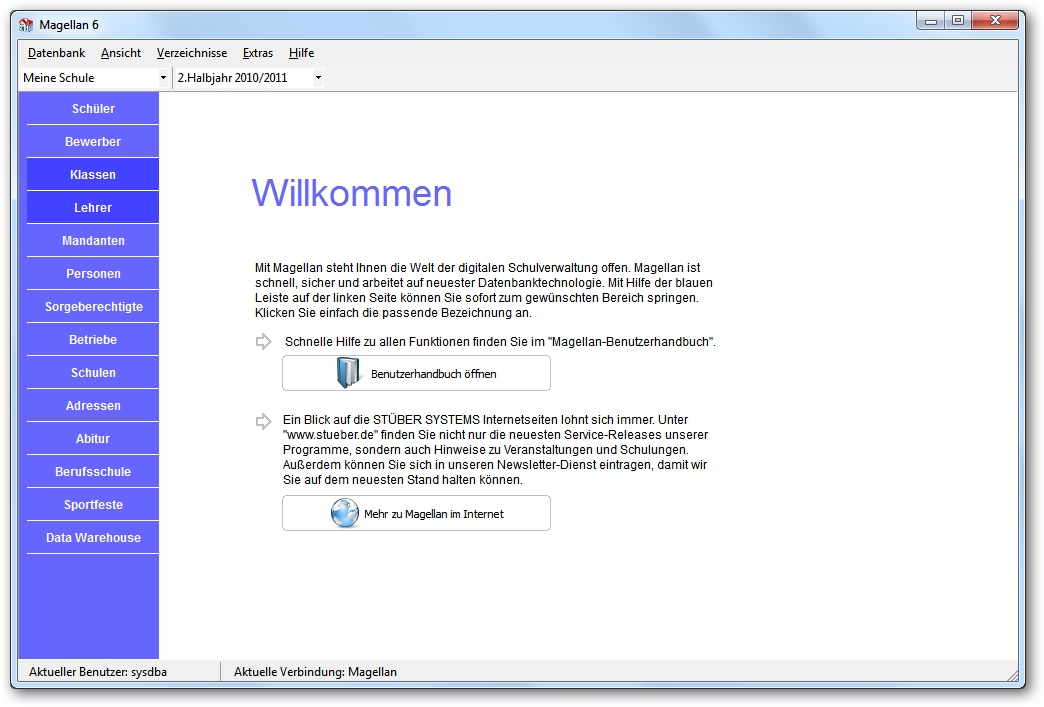 Magellan 6
Datenbank Ansicht Verzeichnisse Extras Hilfe
Meine Schule 2.Halbjahr 2010/2011
Schüler
Bewerber
Klassen
Lehrer
Mandanten
Personen
Sorgeberechtigte
Betriebe
Schulen
Adressen
Abitur
Berufsschule
Sportfeste
Data Warehouse
Willkommen
Mit Magellan steht Ihnen die Welt der digitalen Schulverwaltung offen. Magellan ist
schnell, sicher und arbeitet auf neuester Datenbanktechnologie. Mit Hilfe der blauen
Leiste auf der linken Seite können Sie sofort zum gewünschten Bereich springen.
Klicken Sie einfach die passende Bezeichnung an.
Schnelle Hilfe zu allen Funktionen finden Sie im "Magellan-Benutzerhandbuch".
Benutzerhandbuch öffnen
Ein Blick auf die STÜBER SYSTEMS Internetseiten lohnt sich immer. Unter
"www.stueber.de" finden Sie nicht nur die neuesten Service-Releases unserer
Programme, sondern auch Hinweise zu Veranstaltungen und Schulungen.
Außerdem können Sie sich in unseren Newsletter-Dienst eintragen, damit wir
Sie auf dem neuesten Stand halten können.
Mehr zu Magellan im Internet
Aktueller Benutzer: sysdba Aktuelle Verbindung: Magellan